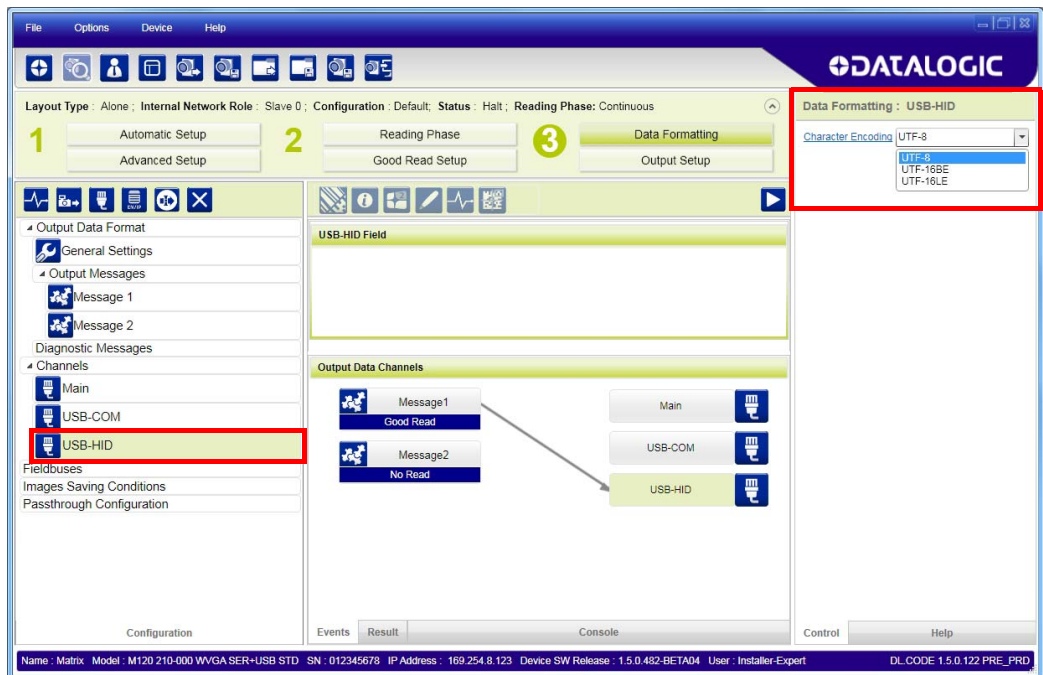 File Options Device Help
DATALOGIC
Layout Type : Alone ; Internal Network Role : Slave 0 ; Configuration : Default; Status : Halt ; Reading Phase: Continuous
1 Automatic Setup 2 Reading Phase 3 Data Formatting
Advanced Setup Good Read Setup Output Setup
EN/IP
Output Data Format
General Settings
Output Messages
Message 1
Message 2
Diagnostic Messages
Channels
Main
USB-COM
USB-HID
Fieldbuses
Images Saving Conditions
Passthrough Configuration
Configuration
USB-HID Field
Output Data Channels
Message1
Good Read
Message2
No Read
Main
USB-COM
USB-HID
Events Result Console
Data Formatting : USB-HID
Character Encoding UTF-8
UTF-8
UTF-16BE
UTF-16LE
Control Help
Name : Matrix Model : M120 210-000 WVGA SER+USB STD SN : 012345678 IP Address : 169.254.8.123 Device SW Release : 1.5.0.482-BETA04 User : Installer-Expert DL.CODE 1.5.0.122 PRE_PRD